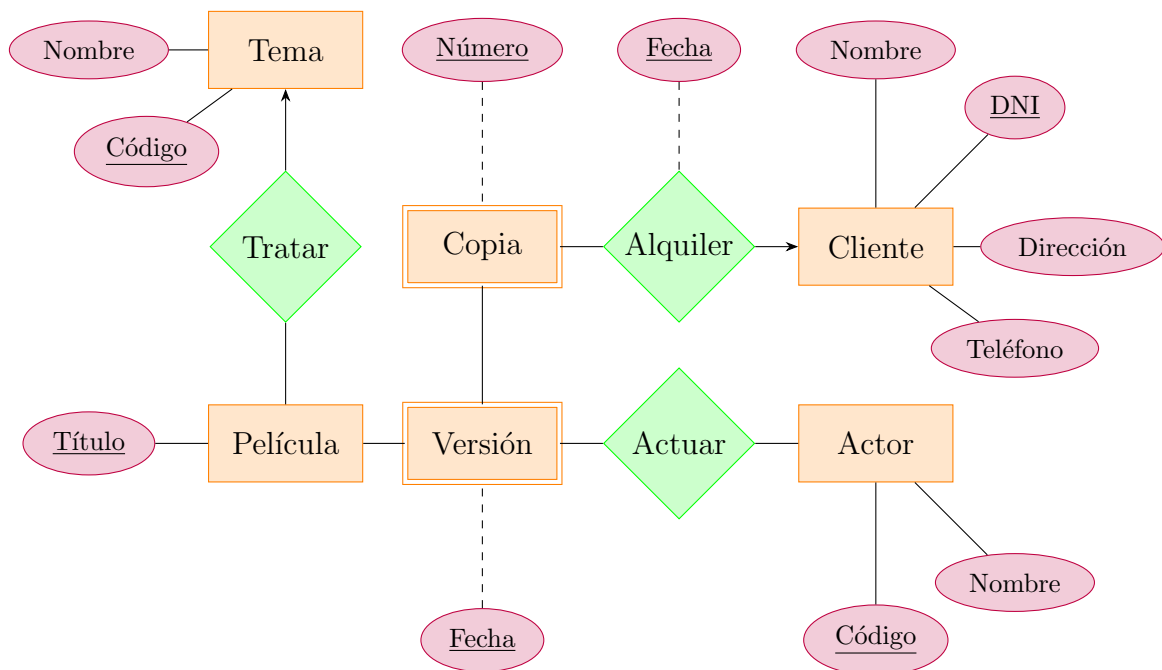 Nombre
Tema
Número
Fecha
Nombre
DNI
Código
Tratar
Copia
Alquiler
Cliente
Dirección
Teléfono
Título
Película
Versión
Actuar
Actor
Nombre
Fecha
Código